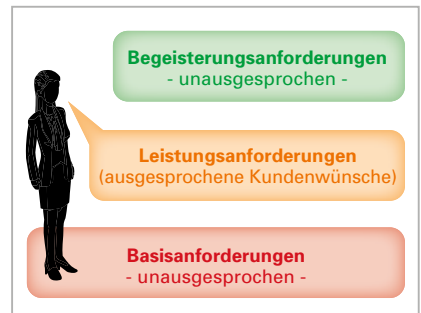 Begeisterungsanforderungen
- unausgesprochen -
Leistungsanforderungen
(ausgesprochene Kundenwünsche)
Basisanforderungen
- unausgesprochen -